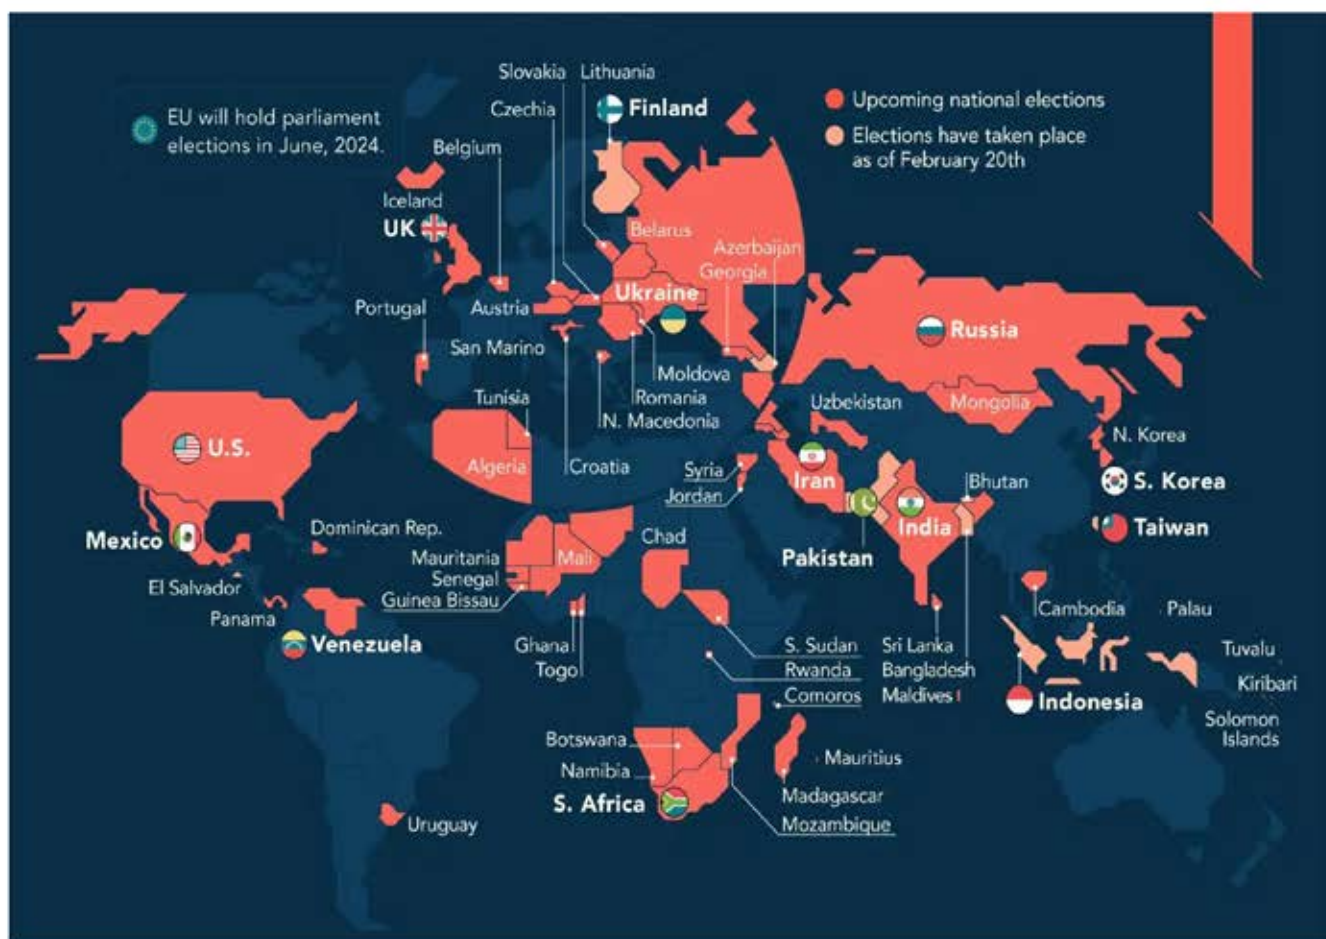 EU will hold parliament
elections in June, 2024.
Upcoming national elections
Elections have taken place
as of February 20th
Slovakia
Lithuania
Czechia
Finland
Belgium
Iceland
UK
Belarus
Azerbaijan
Georgia
Ukraine
Portugal
Austria
San Marino
Moldova
Romania
N. Macedonia
Tunisia
Algeria
Croatia
Russia
Mongolia
Uzbekistan
N. Korea
S. Korea
Taiwan
U.S.
Mexico
Syria
Jordan
Iran
India
Bhutan
Pakistan
Dominican Rep.
El Salvador
Panama
Venezuela
Mauritania
Senegal
Guinea Bissau
Mali
Chad
Ghana
Togo
S. Sudan
Rwanda
Comoros
Sri Lanka
Bangladesh
Maldives
Cambodia
Palau
Indonesia
Tuvalu
Kiribari
Solomon
Islands
Botswana
Namibia
S. Africa
Mauritius
Madagascar
Mozambique
Uruguay